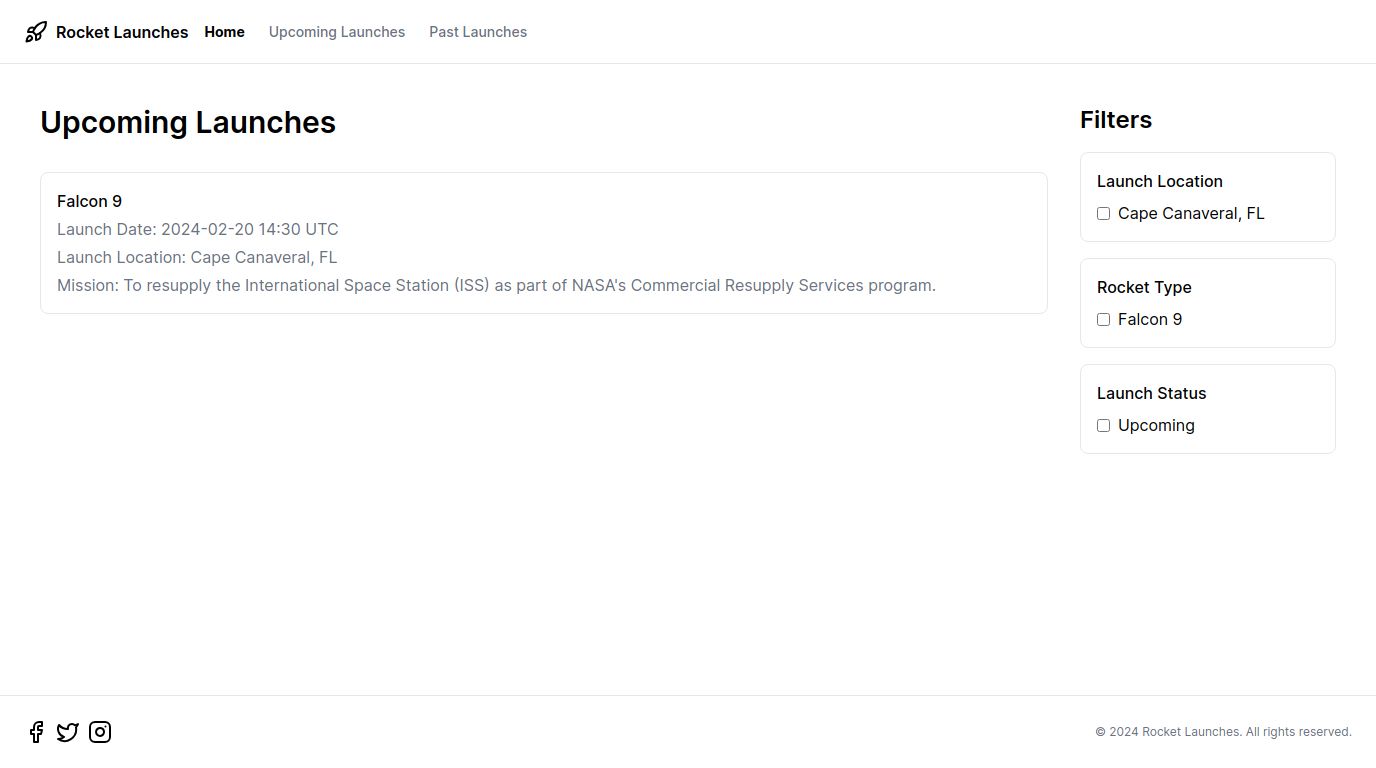 Rocket Launches Home Upcoming Launches Past Launches
Upcoming Launches
Falcon 9
Launch Date: 2024-02-20 14:30 UTC
Launch Location: Cape Canaveral, FL
Mission: To resupply the International Space Station (ISS) as part of NASA's Commercial Resupply Services program.
Filters
Launch Location
Cape Canaveral, FL
Rocket Type
Falcon 9
Launch Status
Upcoming
© 2024 Rocket Launches. All rights reserved.